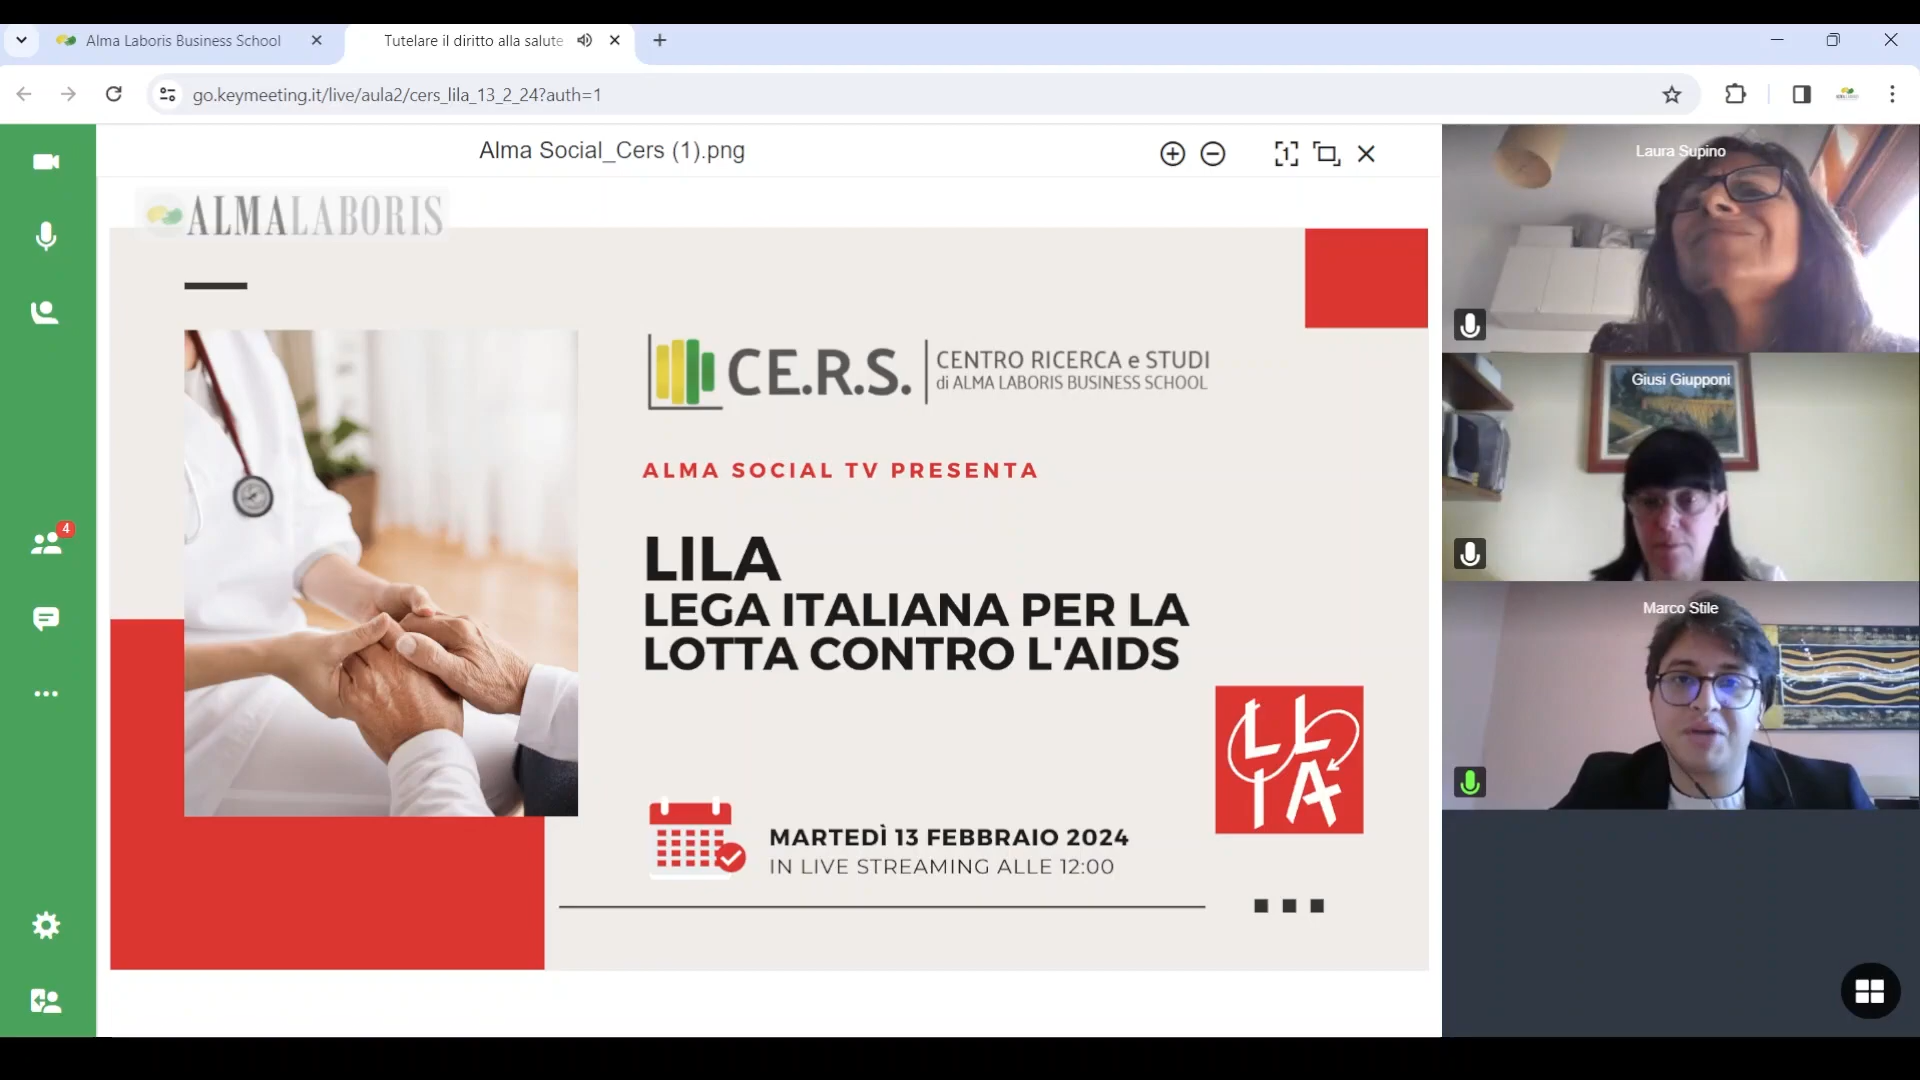 Alma Laboris Business School
Tutelare il diritto alla salute
go.keymeeting.it/live/aula2/cers_lila_13_2_24?auth=1
Alma Social_Cers (1).png
1
ALMALABORIS
CE.R.S. CENTRO RICERCA e STUDI
di ALMA LABORIS BUSINESS SCHOOL
ALMA SOCIAL TV PRESENTA
LILA
LEGA ITALIANA PER LA
LOTTA CONTRO L'AIDS
LILA
MARTEDÌ 13 FEBBRAIO 2024
IN LIVE STREAMING ALLE 12:00
4
Laura Supino
Giusi Giupponi
Marco Stile